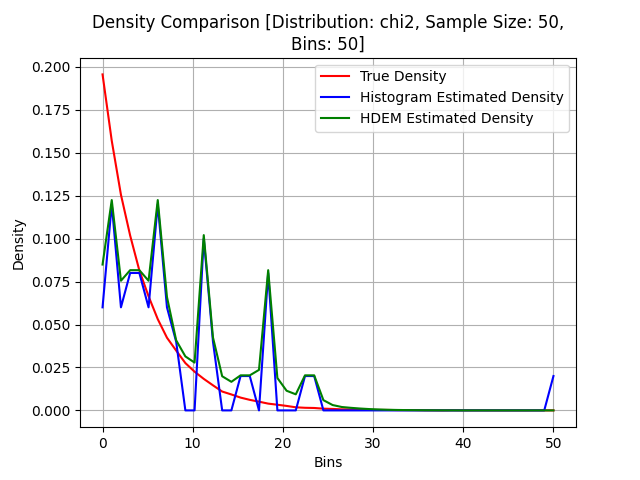 Density Comparison [Distribution: chi2, Sample Size: 50,
Bins: 50]
True Density
Histogram Estimated Density
HDEM Estimated Density
Density
0.200
0.175
0.150
0.125
0.100
0.075
0.050
0.025
0.000
0 10 20 30 40 50
Bins